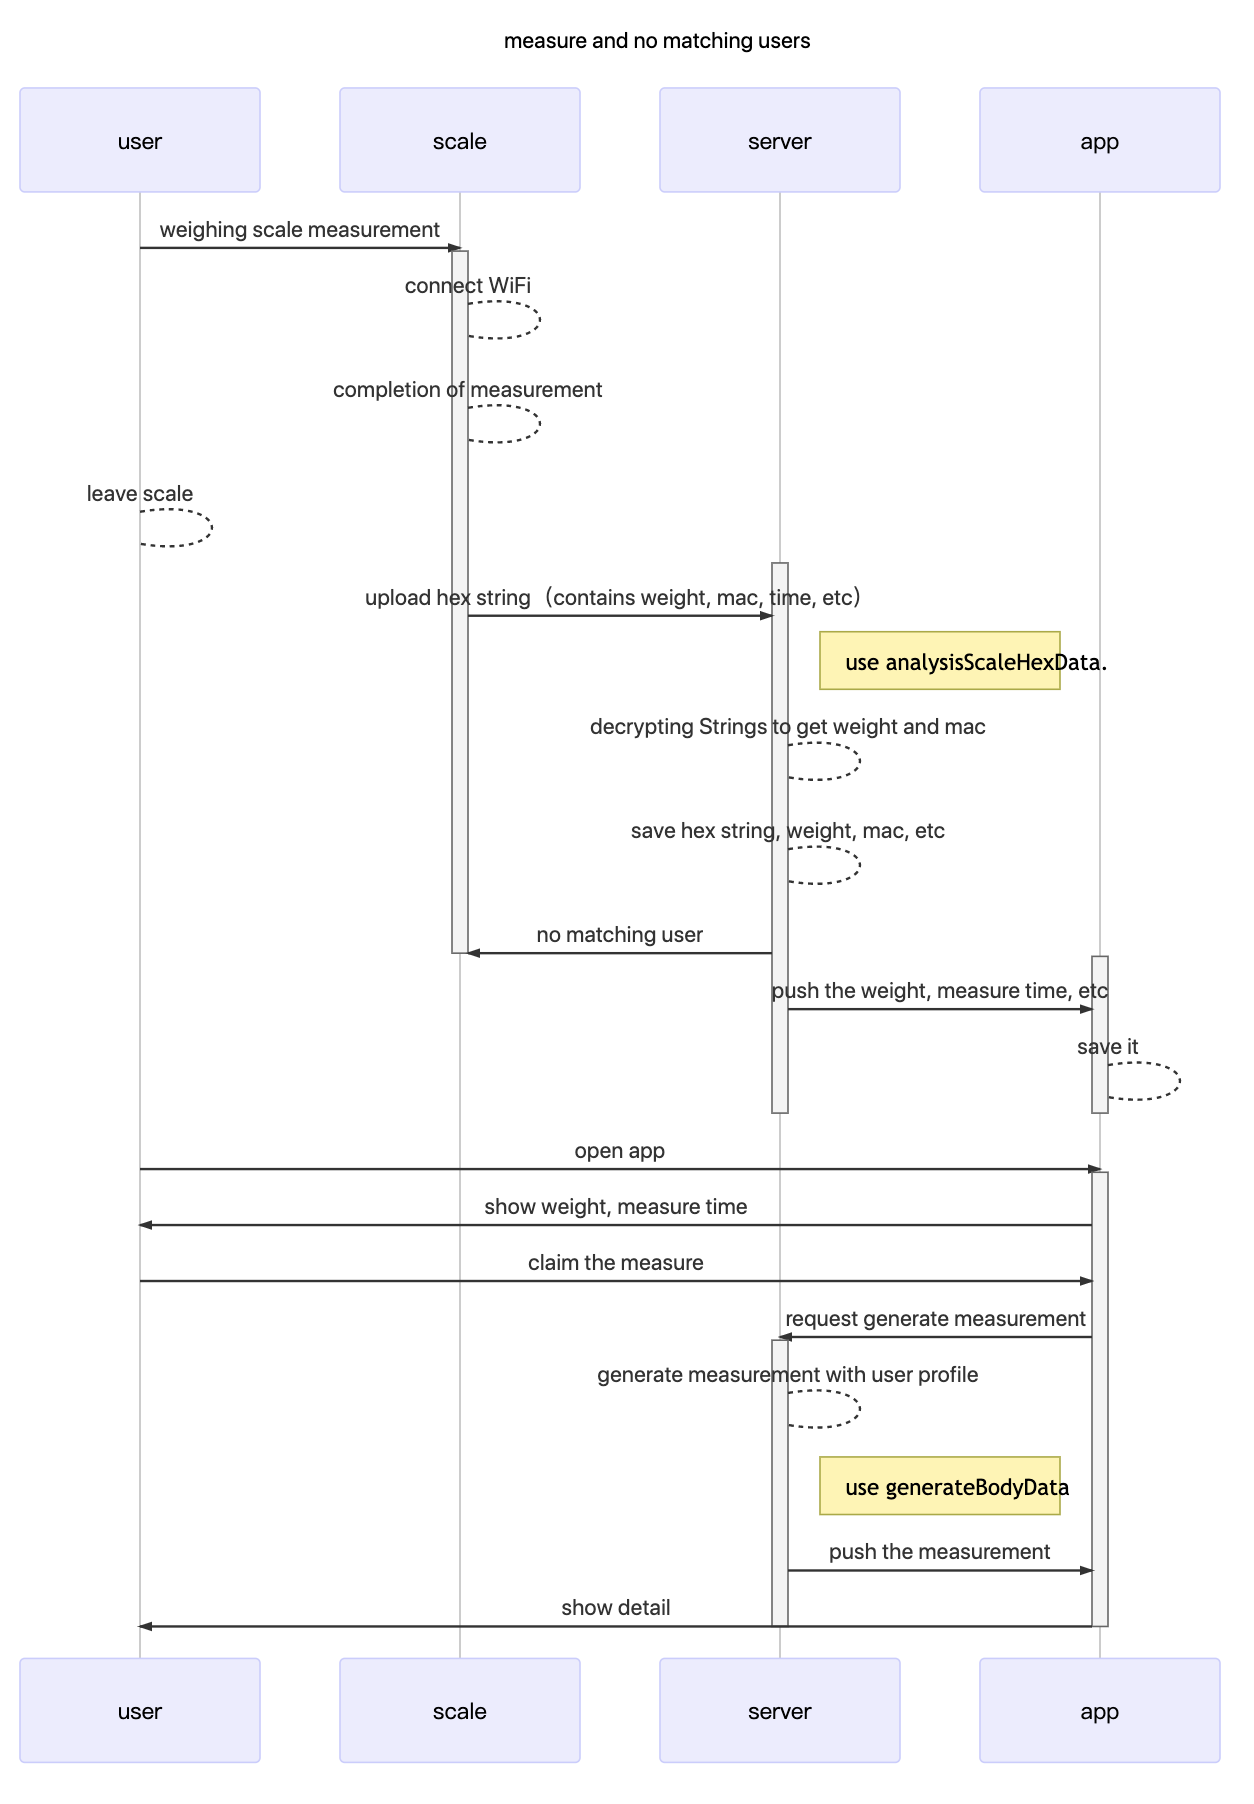 measure and no matching users
user
scale
server
app
weighing scale measurement
connect WiFi
completion of measurement
leave scale
upload hex string（contains weight, mac, time, etc）
use analysisScaleHexData.
decrypting Strings to get weight and mac
save hex string, weight, mac, etc
no matching user
push the weight, measure time, etc
save it
open app
show weight, measure time
claim the measure
request generate measurement
generate measurement with user profile
use generateBodyData
push the measurement
show detail
user
scale
server
app